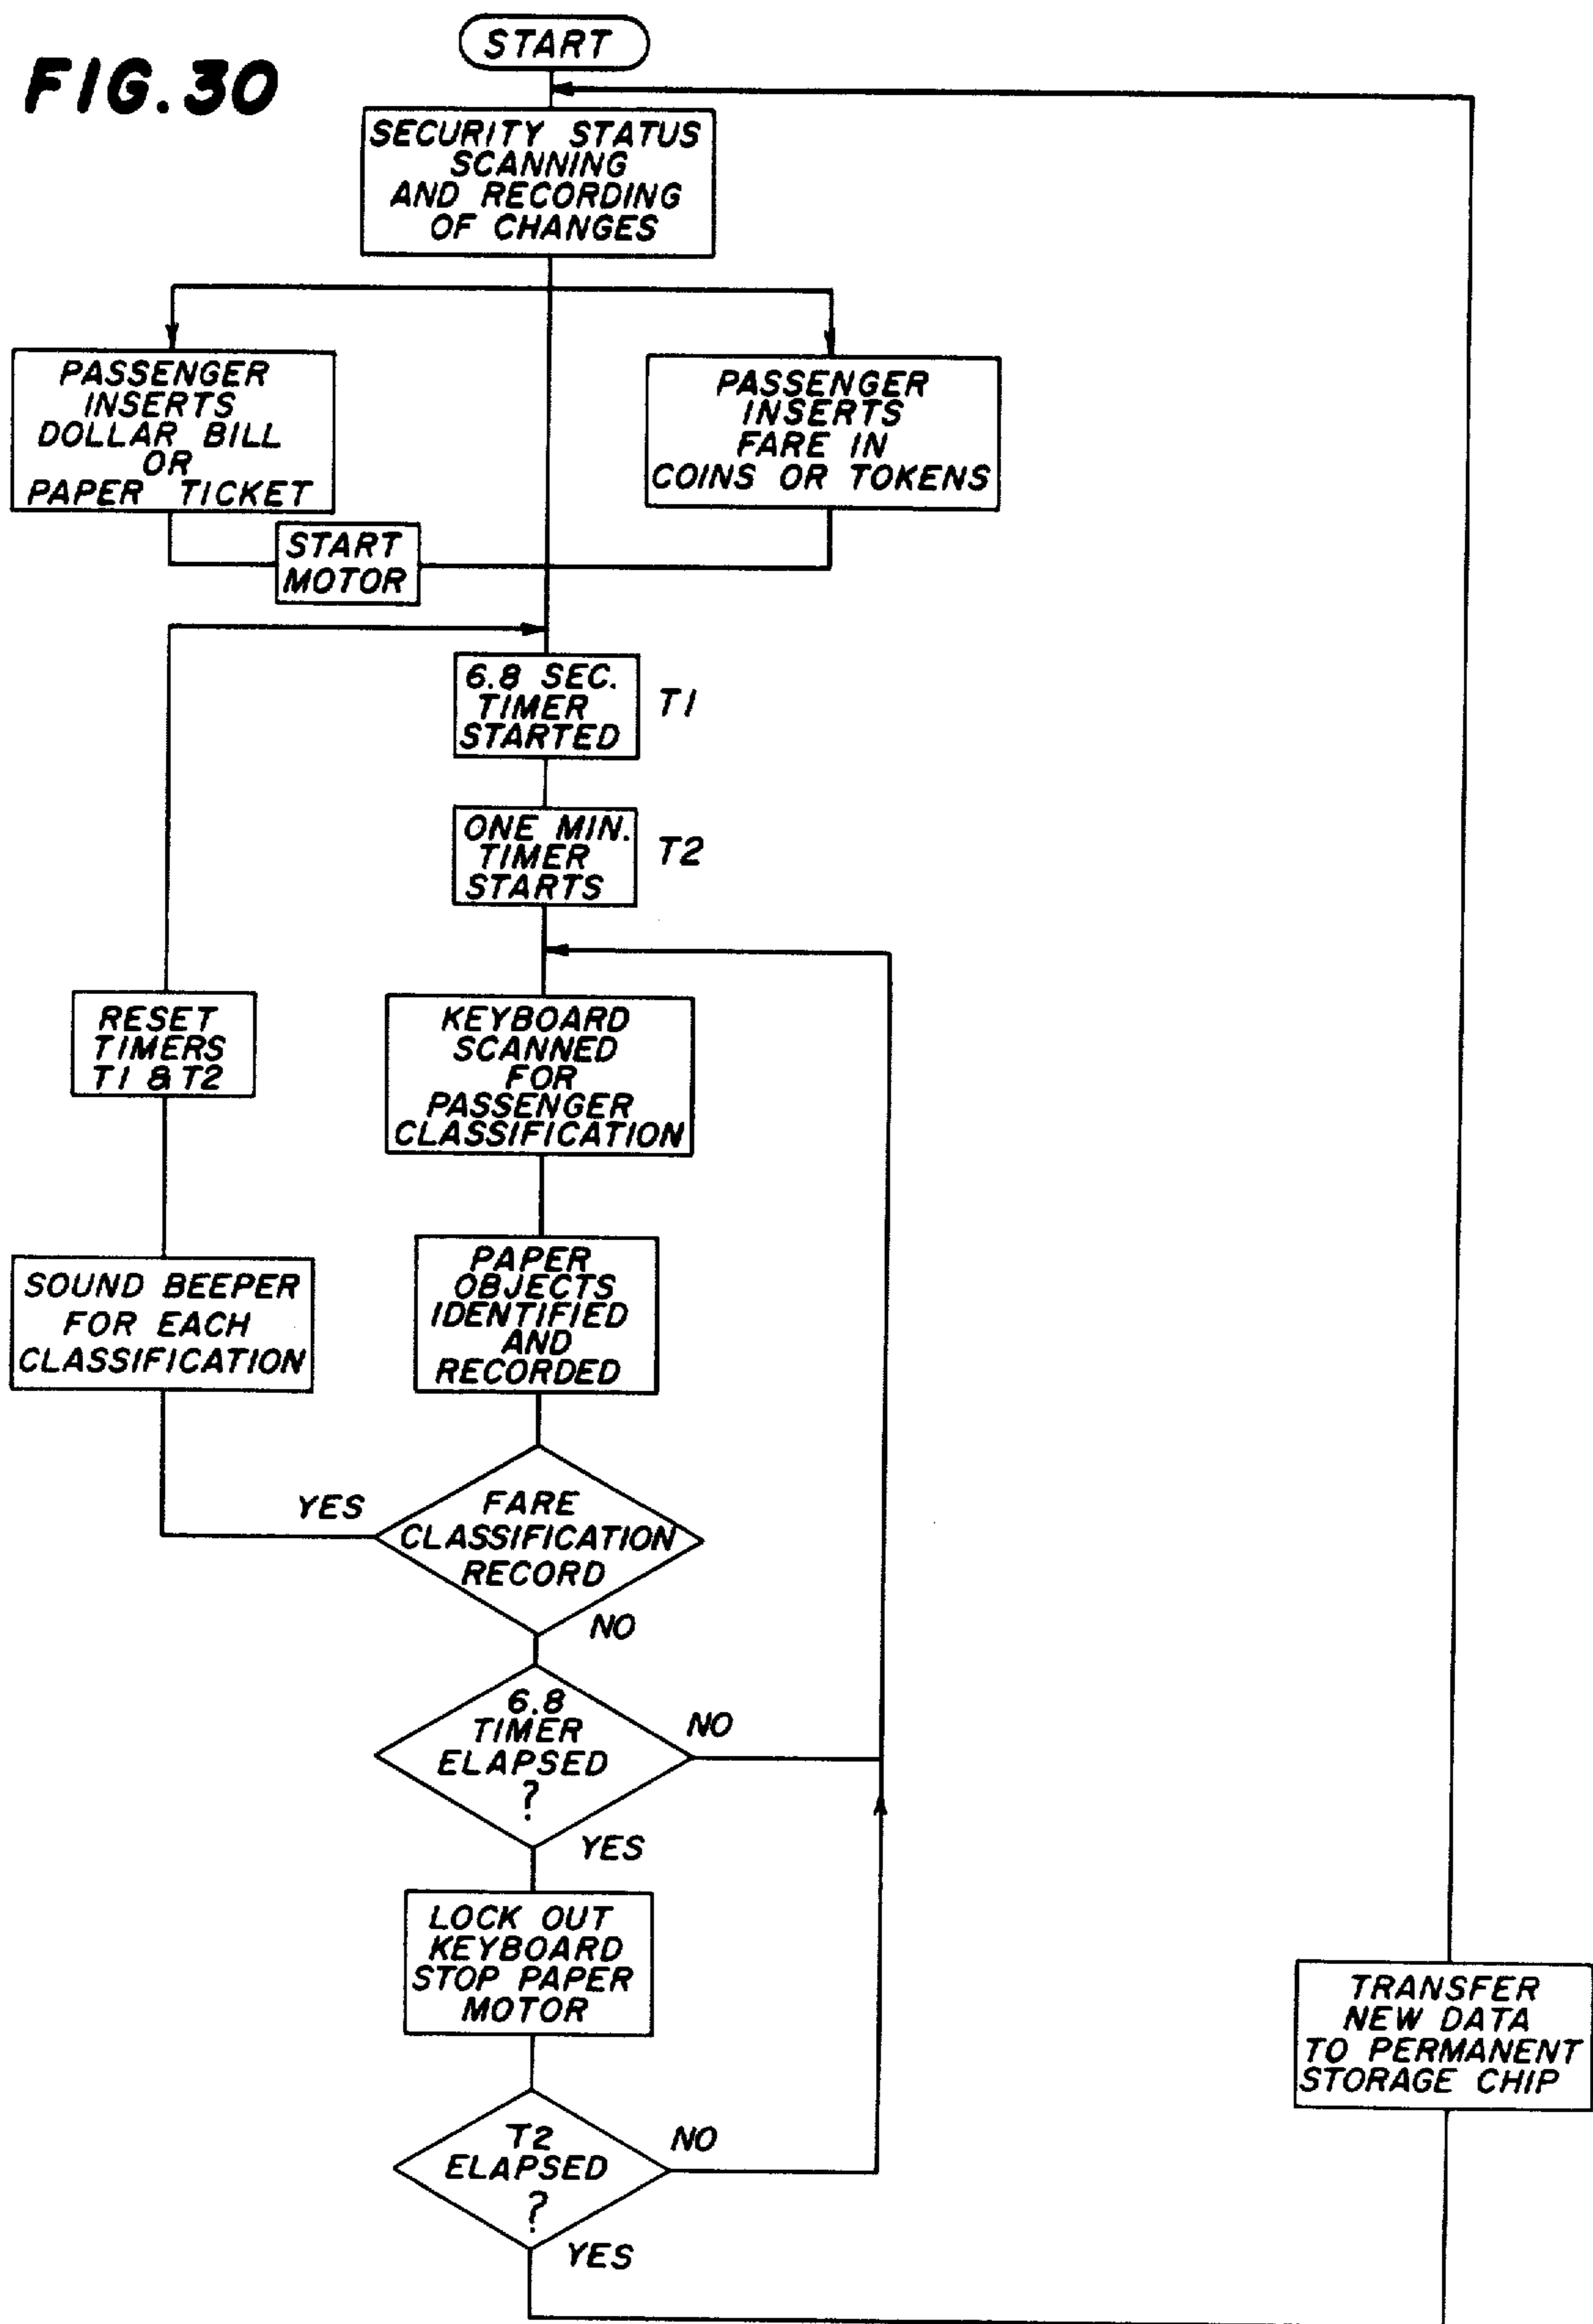 FIG. 30
START
SECURITY STATUS
SCANNING
AND RECORDING
OF CHANGES
PASSENGER
INSERTS
DOLLAR BILL
OR
PAPER TICKET
PASSENGER
INSERTS
FARE IN
COINS OR TOKENS
START
MOTOR
6.8 SEC.
TIMER
STARTED
T1
ONE MIN.
TIMER
STARTS
T2
RESET
TIMERS
T1 & T2
KEYBOARD
SCANNED
FOR
PASSENGER
CLASSIFICATION
SOUND BEEPER
FOR EACH
CLASSIFICATION
PAPER
OBJECTS
IDENTIFIED
AND
RECORDED
YES
FARE
CLASSIFICATION
RECORD
NO
6.8
TIMER
ELAPSED
?
NO
YES
LOCK OUT
KEYBOARD
STOP PAPER
MOTOR
TRANSFER
NEW DATA
TO PERMANENT
STORAGE CHIP
T2
ELAPSED
?
NO
YES